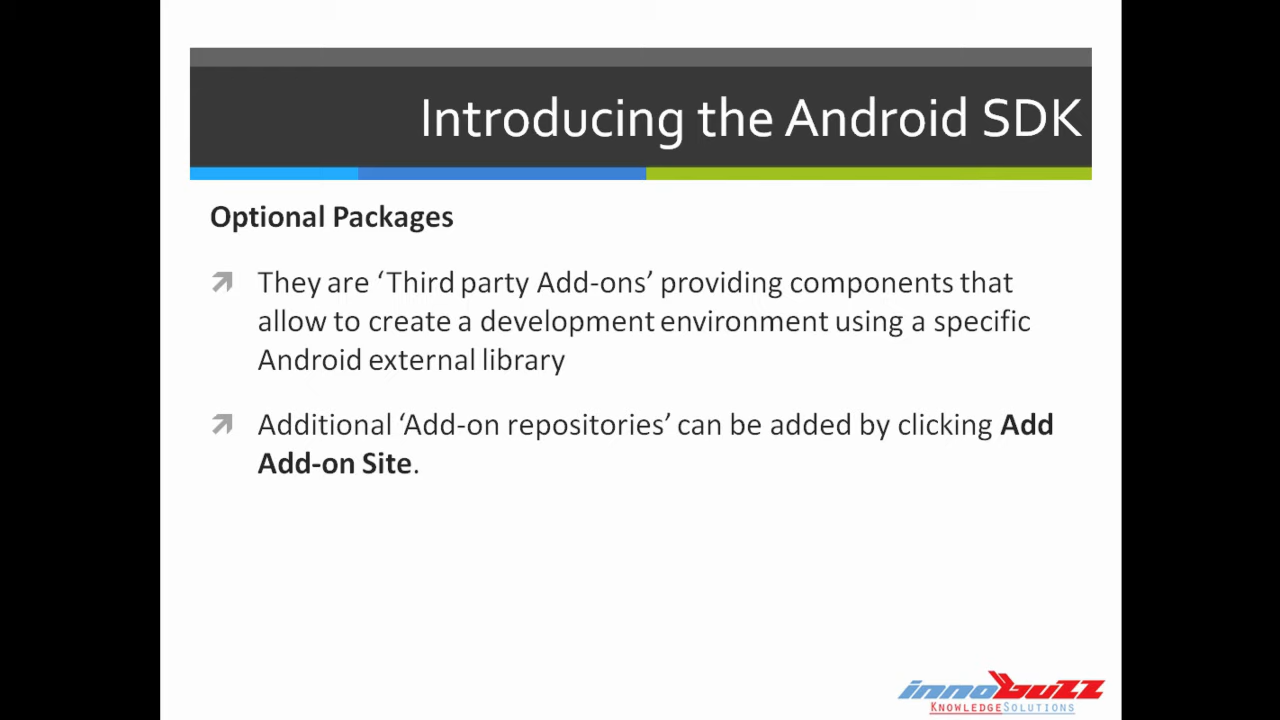 Introducing the Android SDK
Optional Packages
They are ‘Third party Add-ons’ providing components that
allow to create a development environment using a specific
Android external library
Additional ‘Add-on repositories’ can be added by clicking Add
Add-on Site.
innobuzz
KNOWLEDGESOLUTIONS